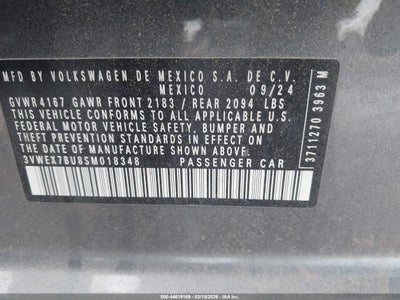 MFD BY VOLKSWAGEN DE MEXICO S.A. DE C.V.
MEXICO 09/24
GVWR4167 GAWR FRONT 2183 / REAR 2094 LBS
THIS VEHICLE CONFORMS TO ALL APPLICABLE
FEDERAL MOTOR VEHICLE SAFETY, BUMPER AND
THEFT PREVENTION STANDARDS IN EFFECT ON
THE DATE OF MANUFACTURE SHOWN ABOVE.
3VWEX7BU8SM018348 PASSENGER CAR
3711270 3963 M
000-44619169 - 03/18/2026 - IAA Inc.